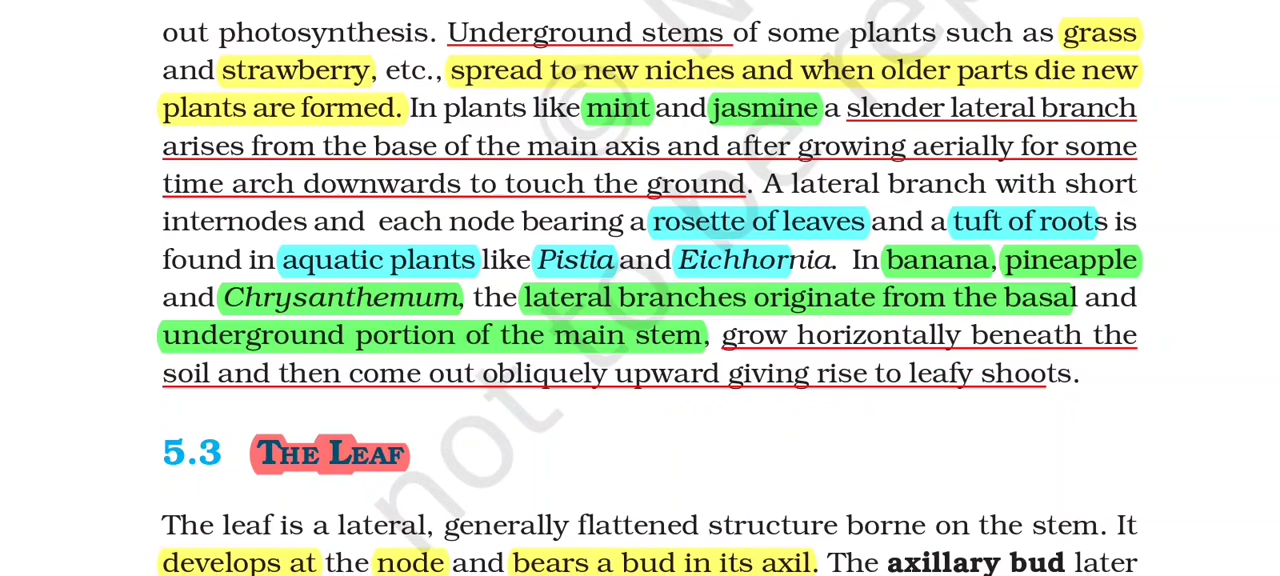 out photosynthesis. Underground stems of some plants such as grass
and strawberry, etc., spread to new niches and when older parts die new
plants are formed. In plants like mint and jasmine a slender lateral branch
arises from the base of the main axis and after growing aerially for some
time arch downwards to touch the ground. A lateral branch with short
internodes and each node bearing a rosette of leaves and a tuft of roots is
found in aquatic plants like Pistia and Eichhornia. In banana, pineapple
and Chrysanthemum, the lateral branches originate from the basal and
underground portion of the main stem, grow horizontally beneath the
soil and then come out obliquely upward giving rise to leafy shoots.
5.3 THE LEAF
The leaf is a lateral, generally flattened structure borne on the stem. It
develops at the node and bears a bud in its axil. The axillary bud later
© N
not to be rep